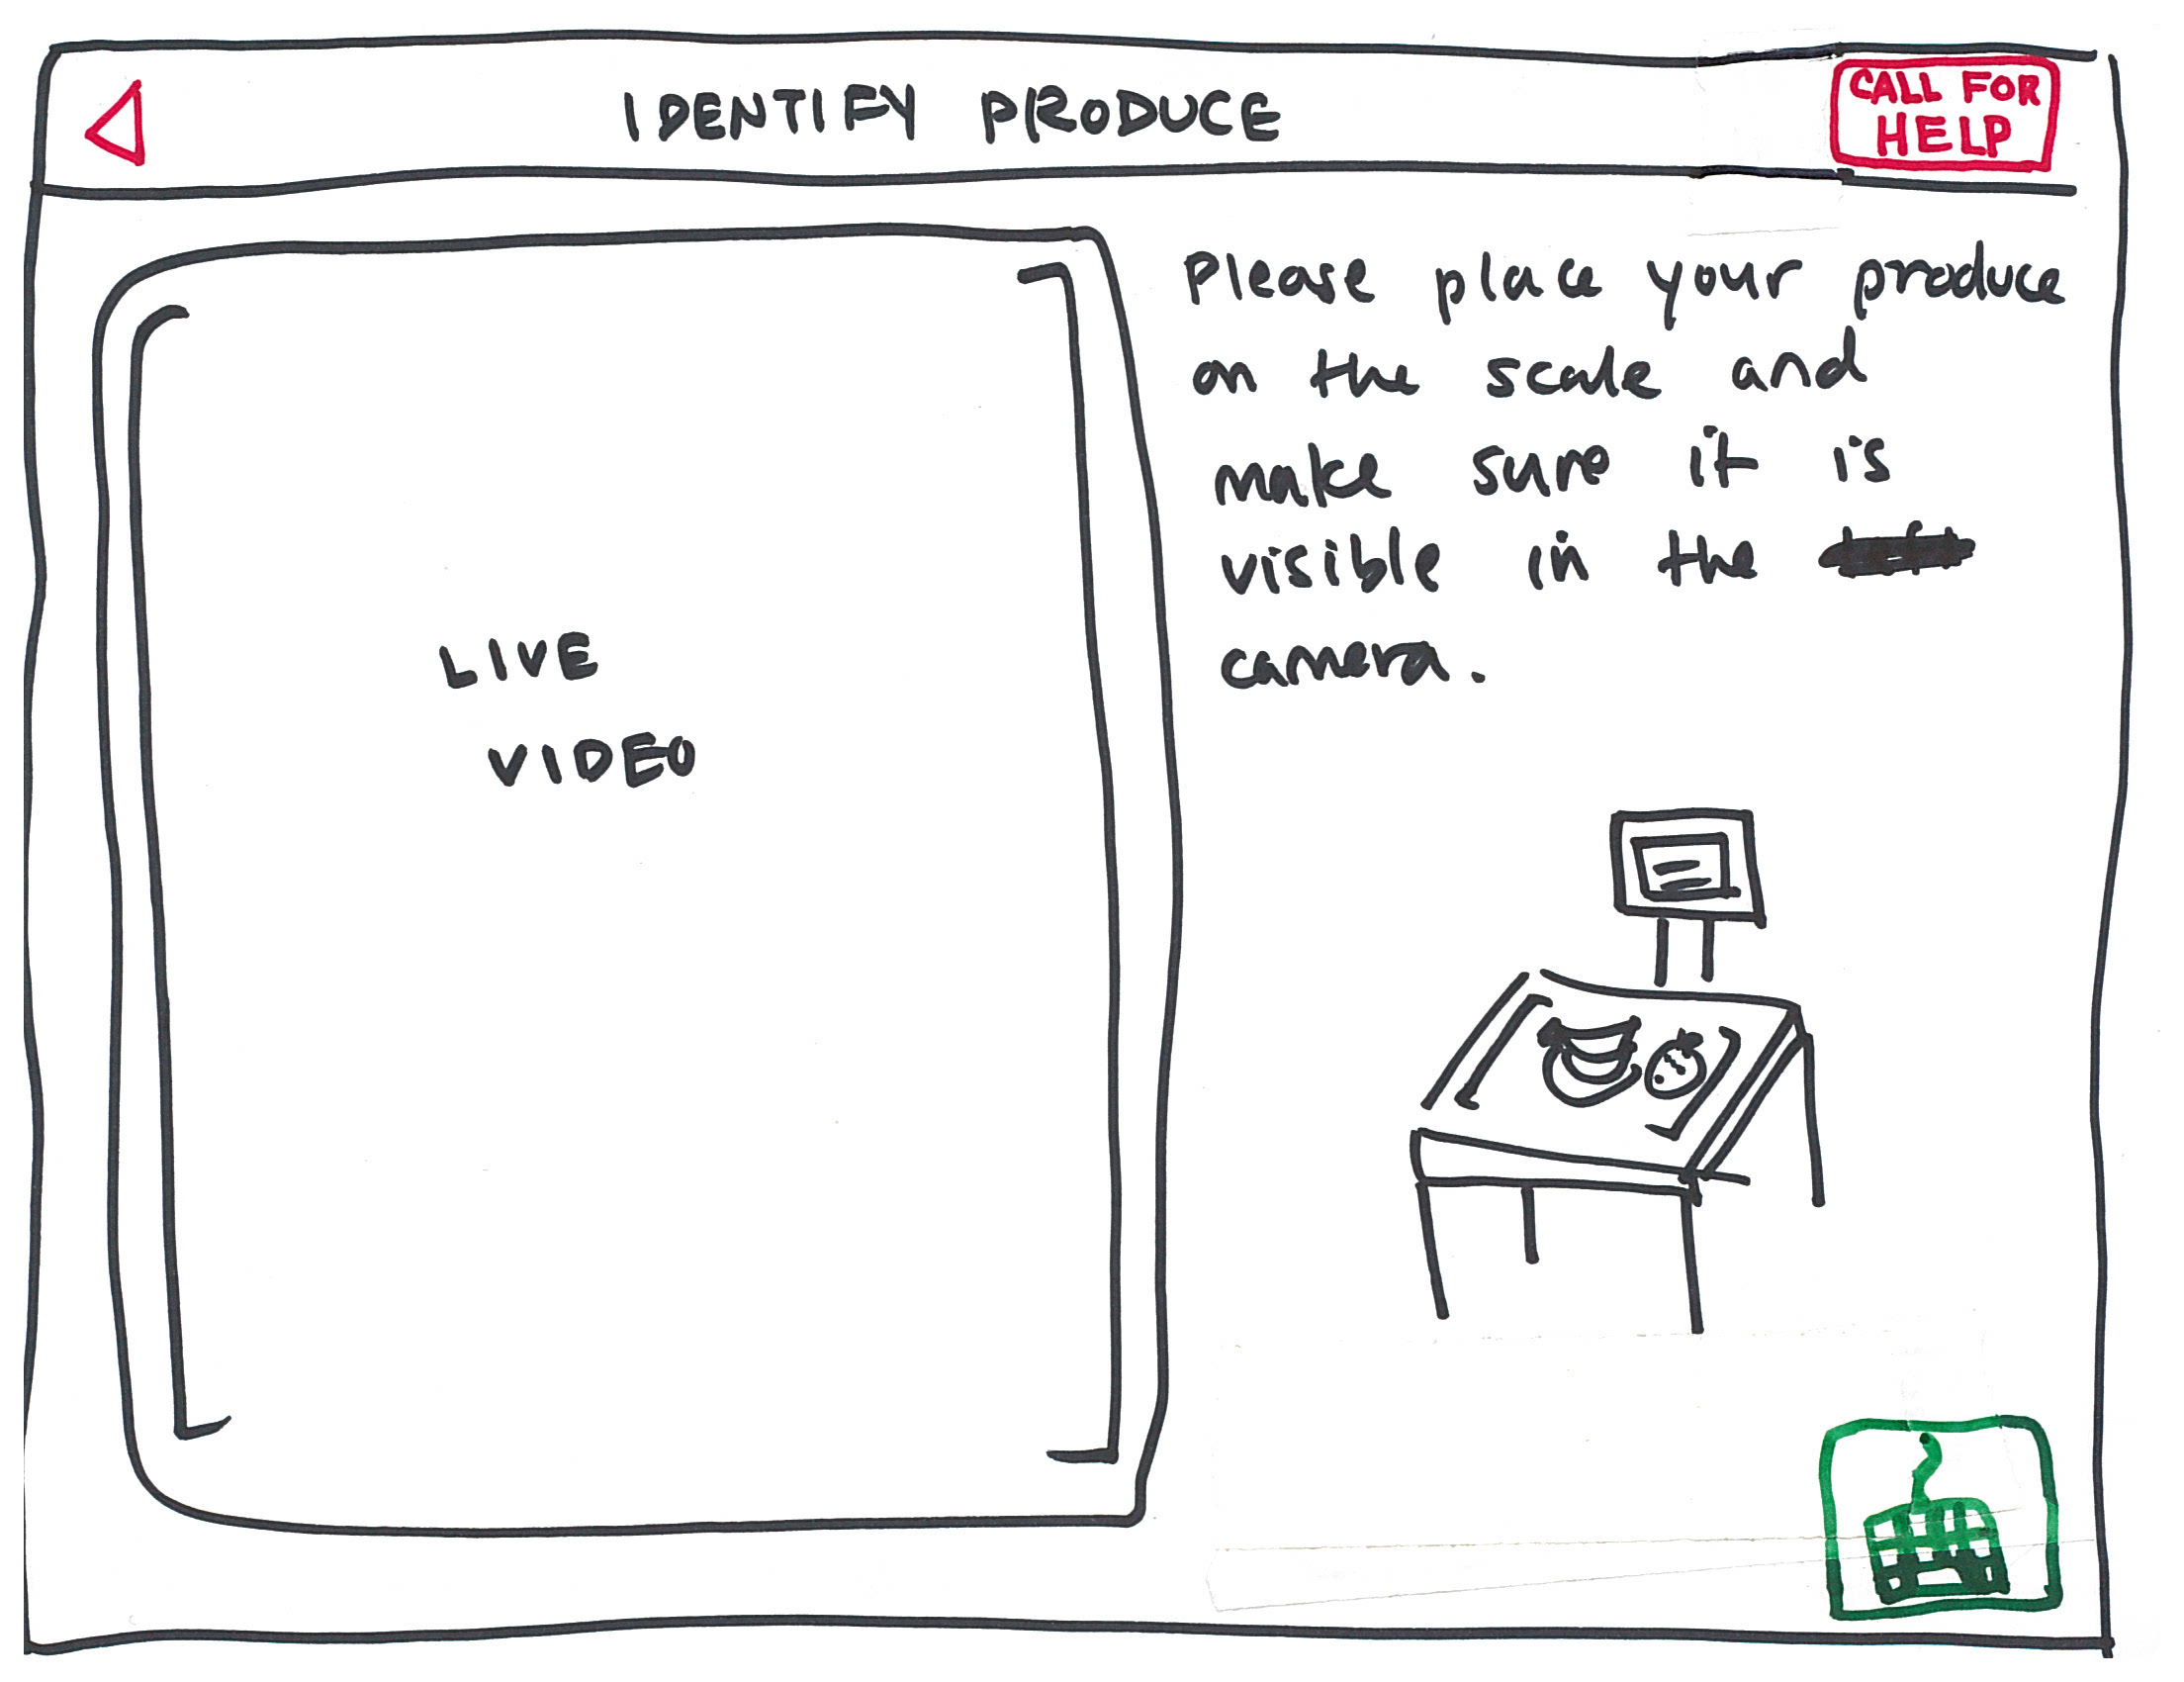 IDENTIFY PRODUCE
CALL FOR
HELP
Please place your produce
on the scale and
make sure it is
visible in the
camera.
LIVE
VIDEO